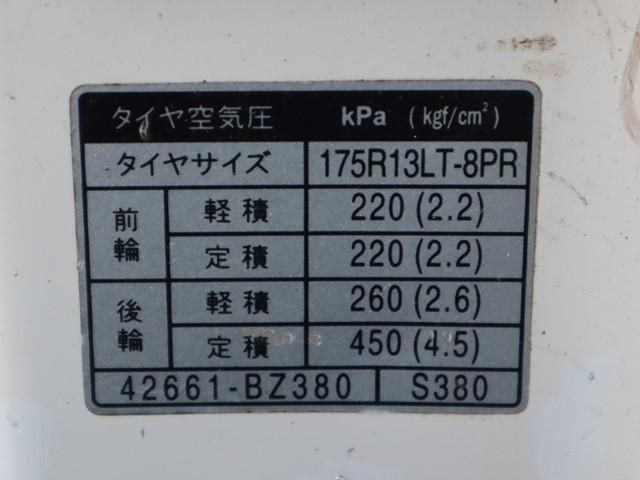 タイヤ空気圧 kPa (kgf/cm²)
タイヤサイズ 175R13LT-8PR
前輪 軽積 220 (2.2)
定積 220 (2.2)
後輪 軽積 260 (2.6)
定積 450 (4.5)
42661-BZ380 S380